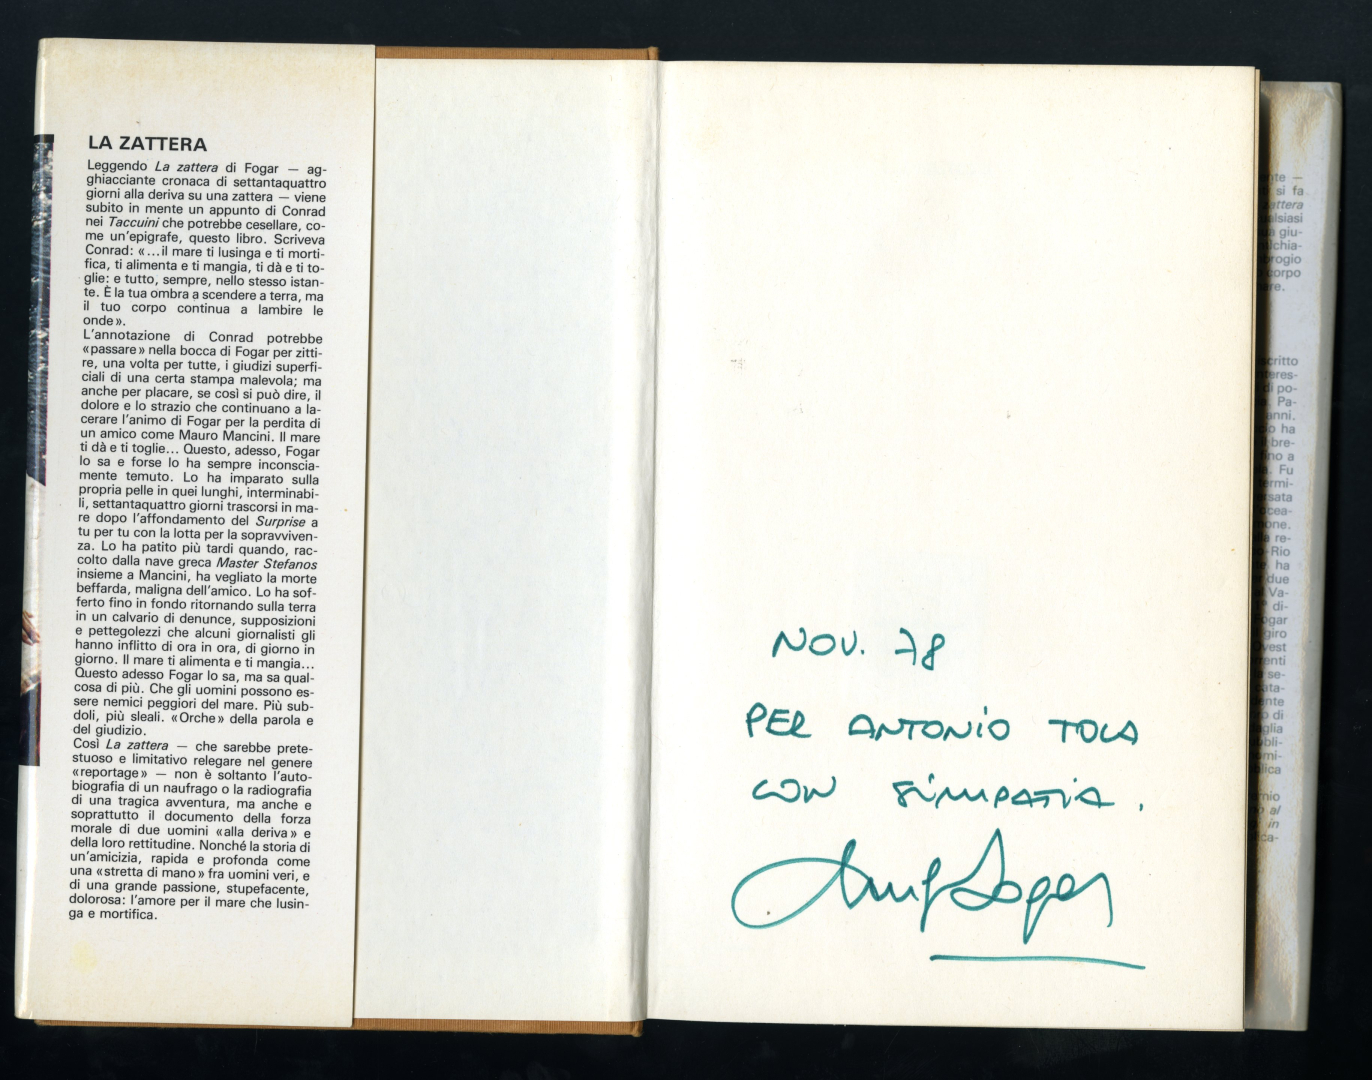 LA ZATTERA
Leggendo La zattera di Fogar — ag-
ghiacciante cronaca di settantaquattro
giorni alla deriva su una zattera — viene
subito in mente un appunto di Conrad
nei Taccuini che potrebbe cesellare, co-
me un'epigrafe, questo libro. Scriveva
Conrad: «...il mare ti lusinga e ti morti-
fica, ti alimenta e ti mangia, ti dà e ti to-
glie: e tutto, sempre, nello stesso istan-
te. È la tua ombra a scendere a terra, ma
il tuo corpo continua a lambire le
onde».
L'annotazione di Conrad potrebbe
«passare» nella bocca di Fogar per zitti-
re, una volta per tutte, i giudizi superfi-
ciali di una certa stampa malevola; ma
anche per placare, se così si può dire, il
dolore e lo strazio che continuano a la-
cerare l'animo di Fogar per la perdita di
un amico come Mauro Mancini. Il mare
ti dà e ti toglie... Questo, adesso, Fogar
lo sa e forse lo ha sempre inconscia-
mente temuto. Lo ha imparato sulla
propria pelle in quei lunghi, interminabi-
li, settantaquattro giorni trascorsi in ma-
re dopo l'affondamento del Surprise a
tu per tu con la lotta per la sopravviven-
za. Lo ha patito più tardi quando, rac-
colto dalla nave greca Master Stefanos
insieme a Mancini, ha vegliato la morte
beffarda, maligna dell'amico. Lo ha sof-
ferto fino in fondo ritornando sulla terra
in un calvario di denunce, supposizioni
e pettegolezzi che alcuni giornalisti gli
hanno inflitto di ora in ora, di giorno in
giorno. Il mare ti alimenta e ti mangia...
Questo adesso Fogar lo sa, ma sa qual-
cosa di più. Che gli uomini possono es-
sere nemici peggiori del mare. Più sub-
doli, più sleali. «Orche» della parola e
del giudizio.
Così La zattera — che sarebbe prete-
stuoso e limitativo relegare nel genere
«reportage» — non è soltanto l'auto-
biografia di un naufrago o la radiografia
di una tragica avventura, ma anche e
soprattutto il documento della forza
morale di due uomini «alla deriva» e
della loro rettitudine. Nonché la storia di
un'amicizia, rapida e profonda come
una «stretta di mano» fra uomini veri, e
di una grande passione, stupefacente,
dolorosa: l'amore per il mare che lusin-
ga e mortifica.
NOV. 78
PER ANTONIO TOLA
CON SIMPATIA.
Fogar